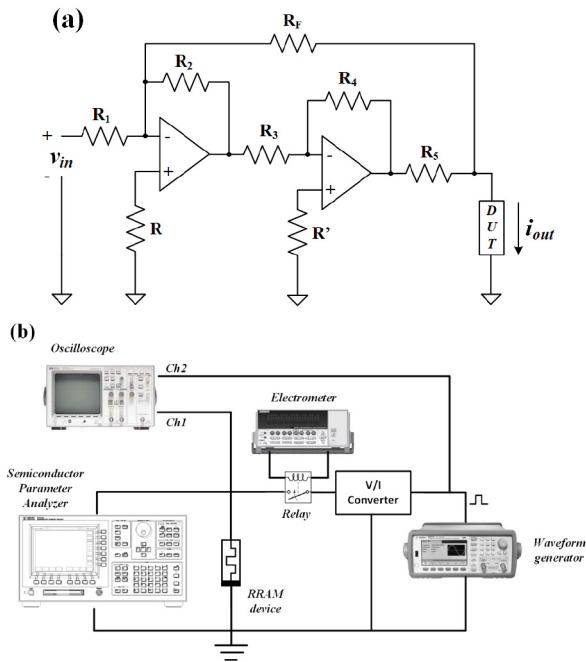 (a)
R_F
R_2
R_4
R_1
R_3
R_5
+
-
-
v_in
+
+
-
R
R'
D
U
T
i_out
(b)
Oscilloscope
Ch2
Electrometer
Ch1
Semiconductor
Parameter
Analyzer
V/I
Converter
Relay
Waveform
generator
RRAM
device